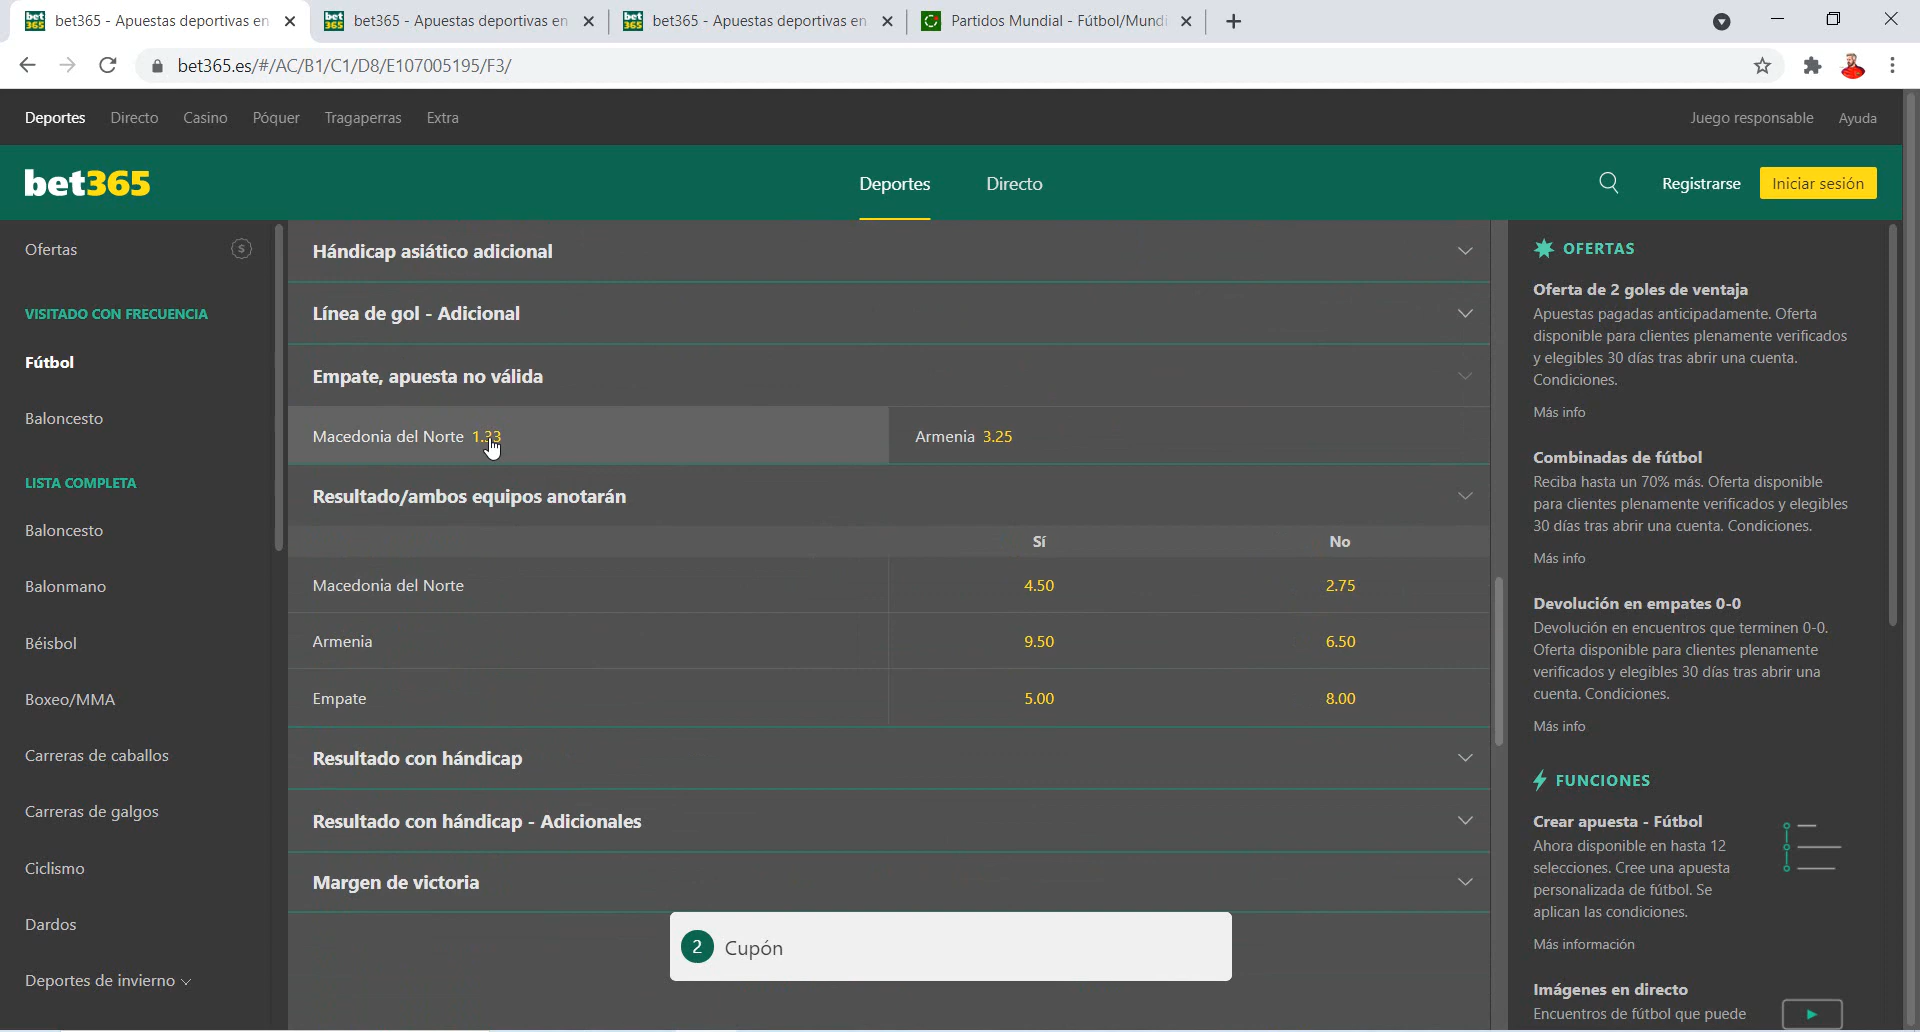 bet365 - Apuestas deportivas en
bet365 - Apuestas deportivas en
bet365 - Apuestas deportivas en
Partidos Mundial - Fútbol/Mundi
bet365.es/#/AC/B1/C1/D8/E107005195/F3/
Deportes Directo Casino Póquer Tragaperras Extra
Juego responsable Ayuda
bet365
Deportes Directo
Registrarse Iniciar sesión
Ofertas
VISITADO CON FRECUENCIA
Fútbol
Baloncesto
LISTA COMPLETA
Baloncesto
Balonmano
Béisbol
Boxeo/MMA
Carreras de caballos
Carreras de galgos
Ciclismo
Dardos
Deportes de invierno
Hándicap asiático adicional
Línea de gol - Adicional
Empate, apuesta no válida
Macedonia del Norte 1.33 Armenia 3.25
Resultado/ambos equipos anotarán
Sí No
Macedonia del Norte 4.50 2.75
Armenia 9.50 6.50
Empate 5.00 8.00
Resultado con hándicap
Resultado con hándicap - Adicionales
Margen de victoria
2 Cupón
OFERTAS
Oferta de 2 goles de ventaja
Apuestas pagadas anticipadamente. Oferta
disponible para clientes plenamente verificados
y elegibles 30 días tras abrir una cuenta.
Condiciones.
Más info
Combinadas de fútbol
Reciba hasta un 70% más. Oferta disponible
para clientes plenamente verificados y elegibles
30 días tras abrir una cuenta. Condiciones.
Más info
Devolución en empates 0-0
Devolución en encuentros que terminen 0-0.
Oferta disponible para clientes plenamente
verificados y elegibles 30 días tras abrir una
cuenta. Condiciones.
Más info
FUNCIONES
Crear apuesta - Fútbol
Ahora disponible en hasta 12
selecciones. Cree una apuesta
personalizada de fútbol. Se
aplican las condiciones.
Más información
Imágenes en directo
Encuentros de fútbol que puede